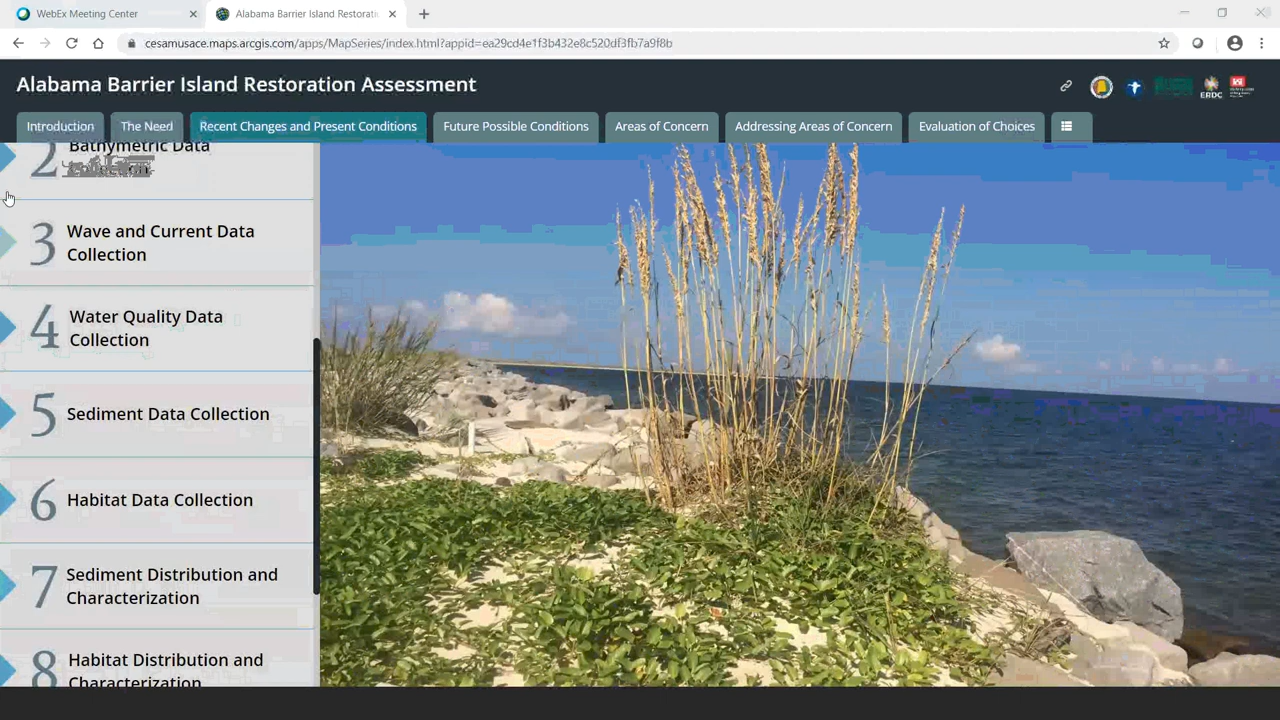 WebEx Meeting Center
Alabama Barrier Island Restorati
cesamusace.maps.arcgis.com/apps/MapSeries/index.html?appid=ea29cd4e1f3b432e8c520df3fb7a9f8b
Alabama Barrier Island Restoration Assessment
ERDC
Introduction
The Need
Recent Changes and Present Conditions
Future Possible Conditions
Areas of Concern
Addressing Areas of Concern
Evaluation of Choices
2 Bathymetric Data
3 Wave and Current Data
Collection
4 Water Quality Data
Collection
5 Sediment Data Collection
6 Habitat Data Collection
7 Sediment Distribution and
Characterization
8 Habitat Distribution and
Characterization